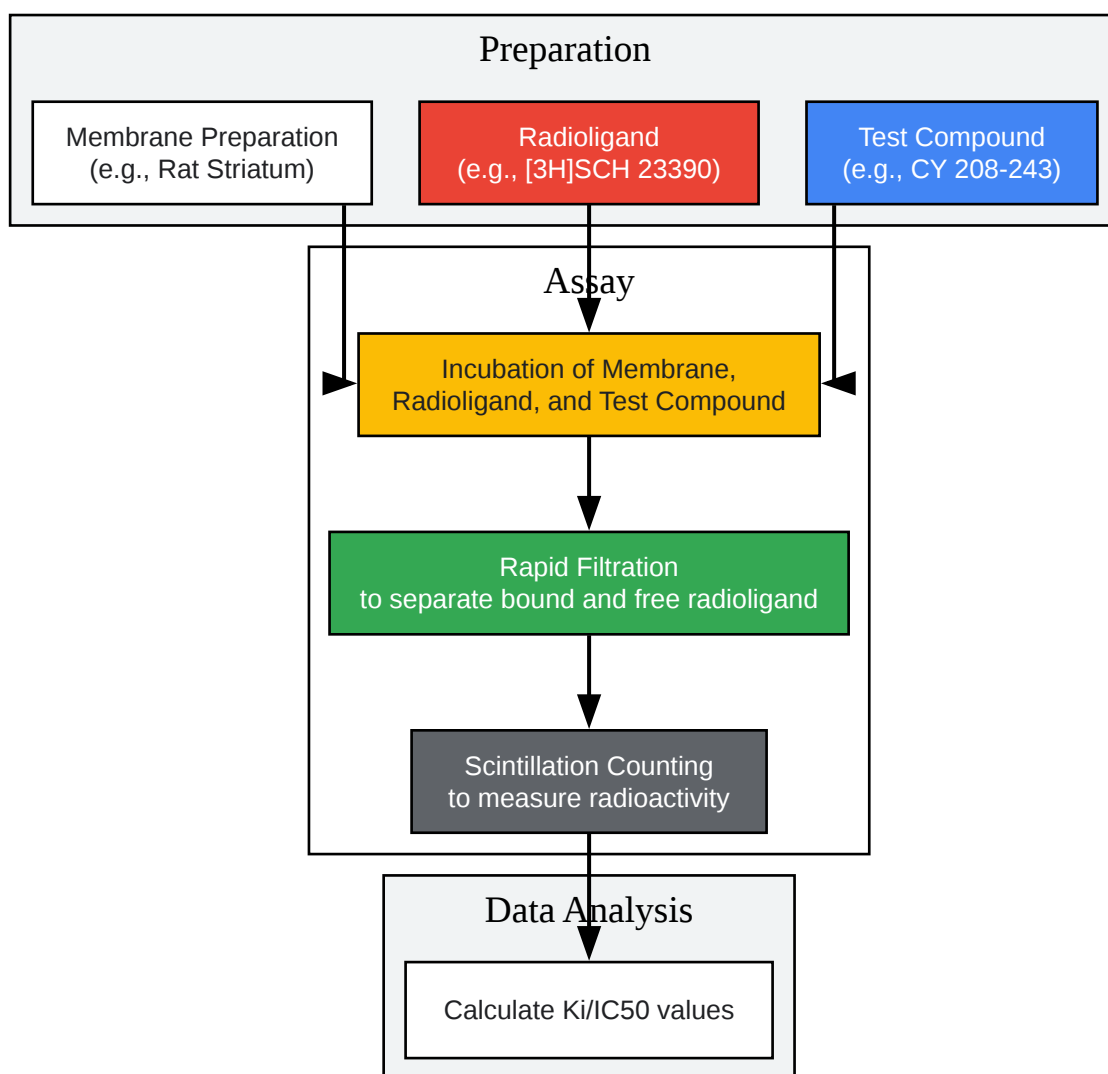 Preparation
Membrane Preparation
(e.g., Rat Striatum)
Radioligand
(e.g., [3H]SCH 23390)
Test Compound
(e.g., CY 208-243)
Assay
Incubation of Membrane,
Radioligand, and Test Compound
Rapid Filtration
to separate bound and free radioligand
Scintillation Counting
to measure radioactivity
Data Analysis
Calculate Ki/IC50 values